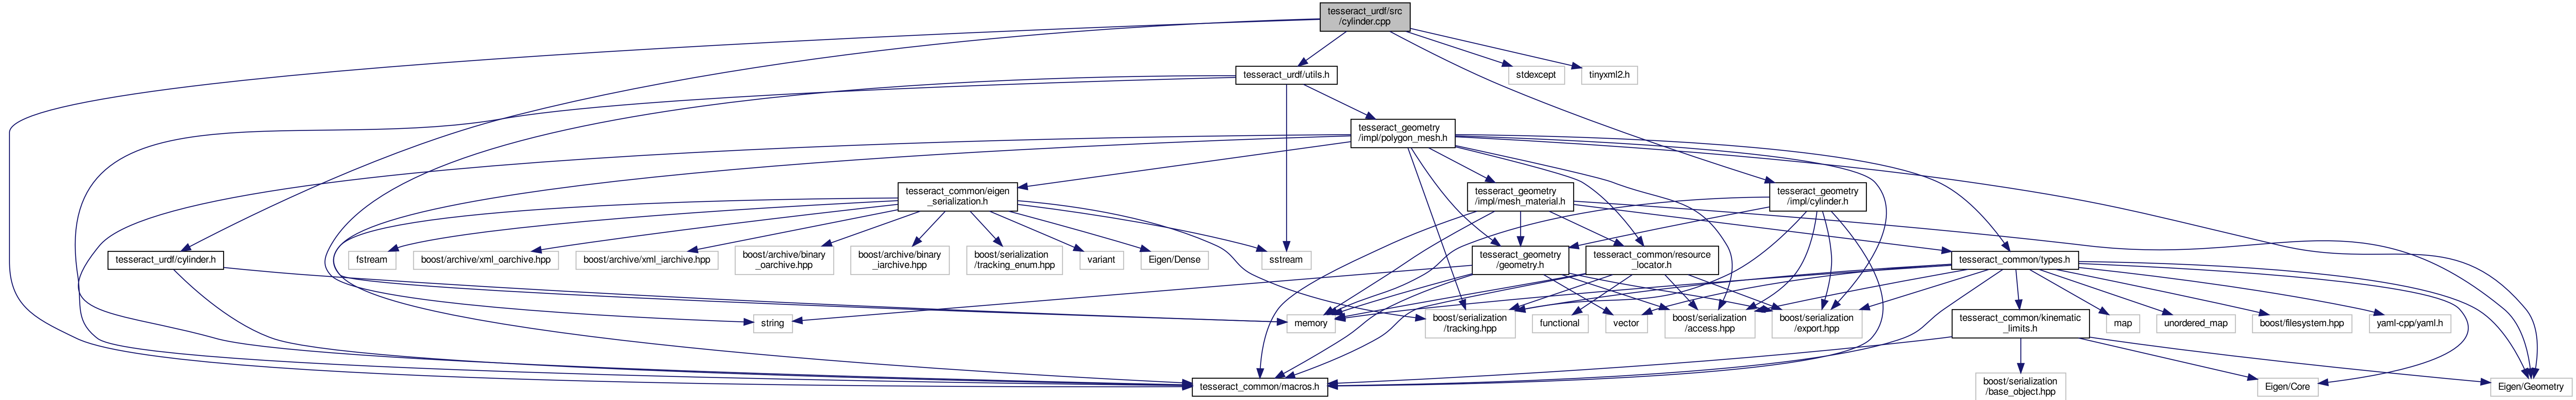 tesseract_urdf/src
/cylinder.cpp
tesseract_urdf/utils.h
stdexcept
tinyxml2.h
tesseract_geometry
/impl/polygon_mesh.h
tesseract_common/eigen
_serialization.h
tesseract_geometry
/impl/mesh_material.h
tesseract_geometry
/impl/cylinder.h
tesseract_urdf/cylinder.h
fstream
boost/archive/xml_oarchive.hpp
boost/archive/xml_iarchive.hpp
boost/archive/binary
_oarchive.hpp
boost/archive/binary
_iarchive.hpp
boost/serialization
/tracking_enum.hpp
variant
Eigen/Dense
sstream
tesseract_geometry
/geometry.h
tesseract_common/resource
_locator.h
tesseract_common/types.h
string
memory
boost/serialization
/tracking.hpp
functional
vector
boost/serialization
/access.hpp
boost/serialization
/export.hpp
tesseract_common/kinematic
_limits.h
map
unordered_map
boost/filesystem.hpp
yaml-cpp/yaml.h
tesseract_common/macros.h
boost/serialization
/base_object.hpp
Eigen/Core
Eigen/Geometry